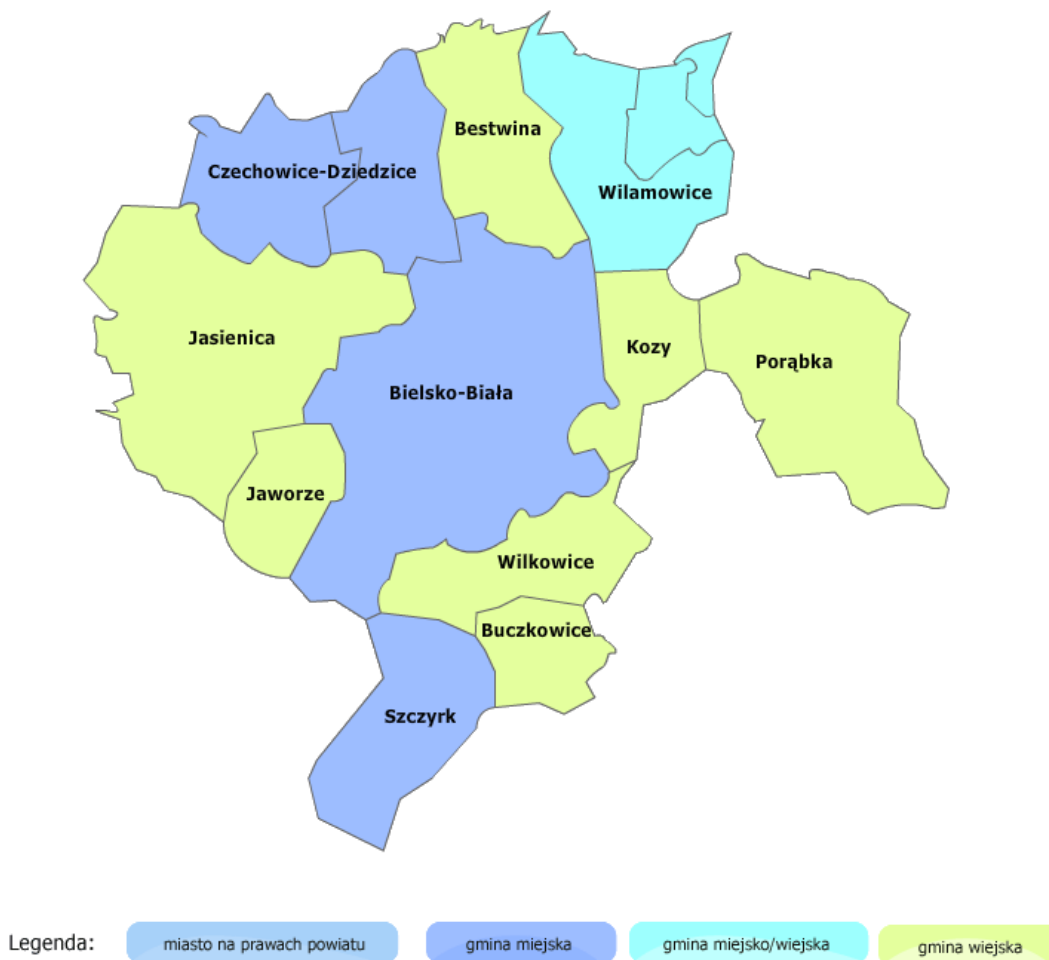 Bestwina
Czechowice-Dziedzice
Wilamowice
Jasienica
Kozy
Porąbka
Bielsko-Biała
Jaworze
Wilkowice
Buczkowice
Szczyrk
Legenda: miasto na prawach powiatu gmina miejska gmina miejsko/wiejska gmina wiejska